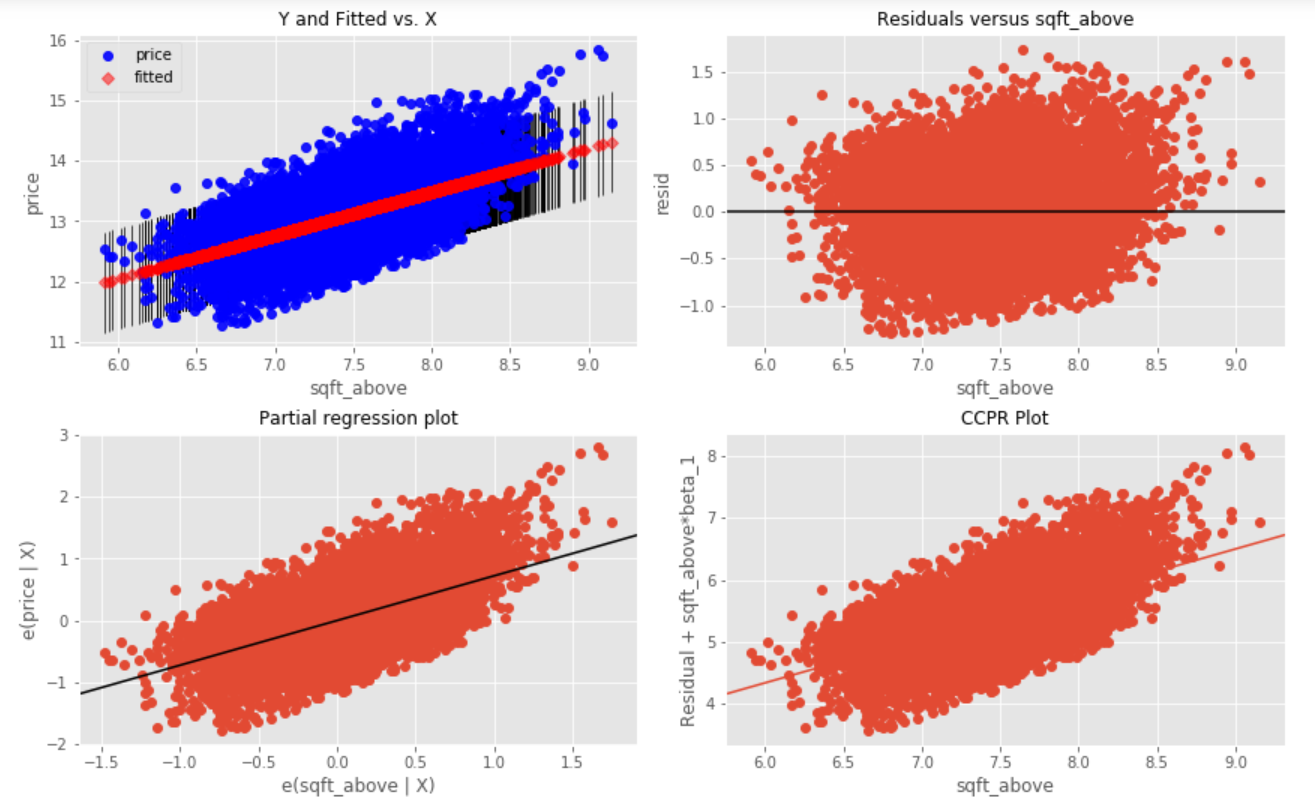 Y and Fitted vs. X
16
15
14
13
12
11
price
price
fitted
6.0 6.5 7.0 7.5 8.0 8.5 9.0
sqft_above
Residuals versus sqft_above
1.5
1.0
0.5
0.0
−0.5
−1.0
resid
6.0 6.5 7.0 7.5 8.0 8.5 9.0
sqft_above
Partial regression plot
3
2
1
0
−1
−2
e(price | X)
−1.5 −1.0 −0.5 0.0 0.5 1.0 1.5
e(sqft_above | X)
CCPR Plot
8
7
6
5
4
Residual + sqft_above*beta_1
6.0 6.5 7.0 7.5 8.0 8.5 9.0
sqft_above